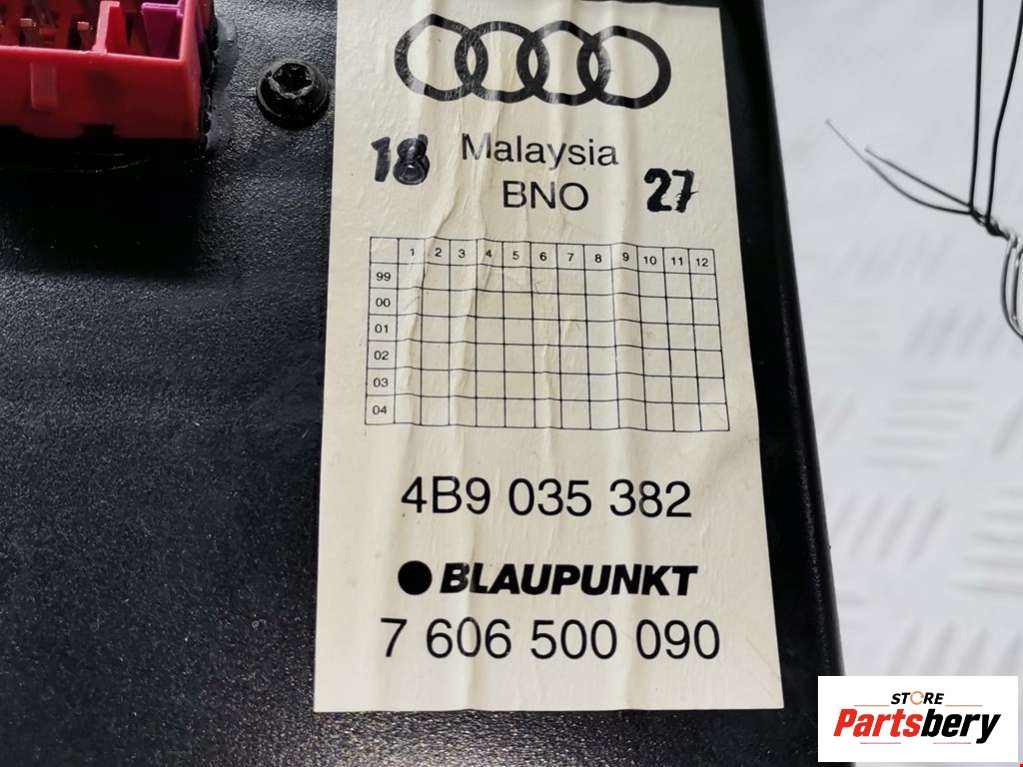 18 Malaysia
BNO 27
1 2 3 4 5 6 7 8 9 10 11 12
99
00
01
02
03
04
4B9 035 382
BLAUPUNKT
7 606 500 090
STORE
Partsbery